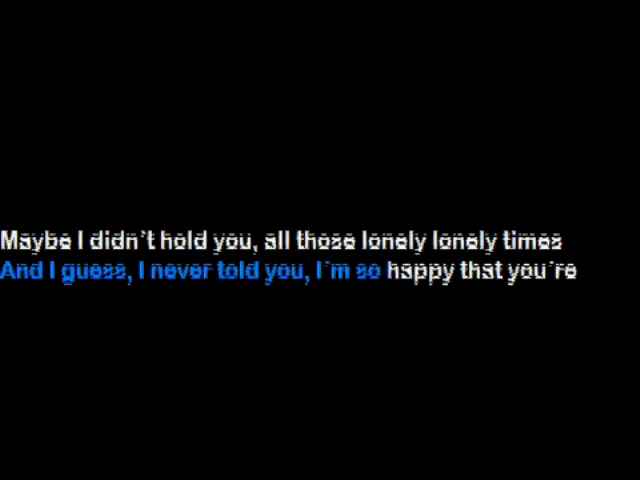 Maybe I didn't hold you, all those lonely lonely times
And I guess, I never told you, I'm so happy that you're